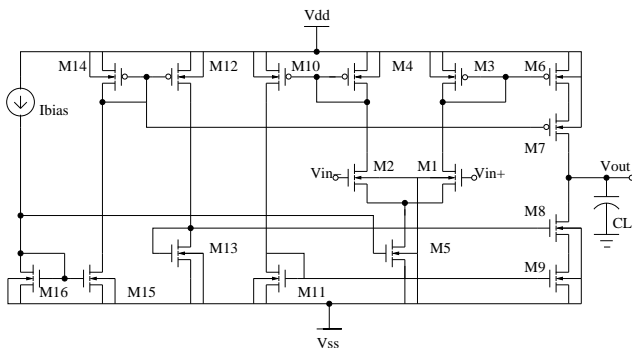 Vdd
M14
M12
M10
M4
M3
M6
Ibias
M7
Vin-
M2
M1
Vin+
Vout
M8
CL
M13
M5
M16
M15
M11
M9
Vss